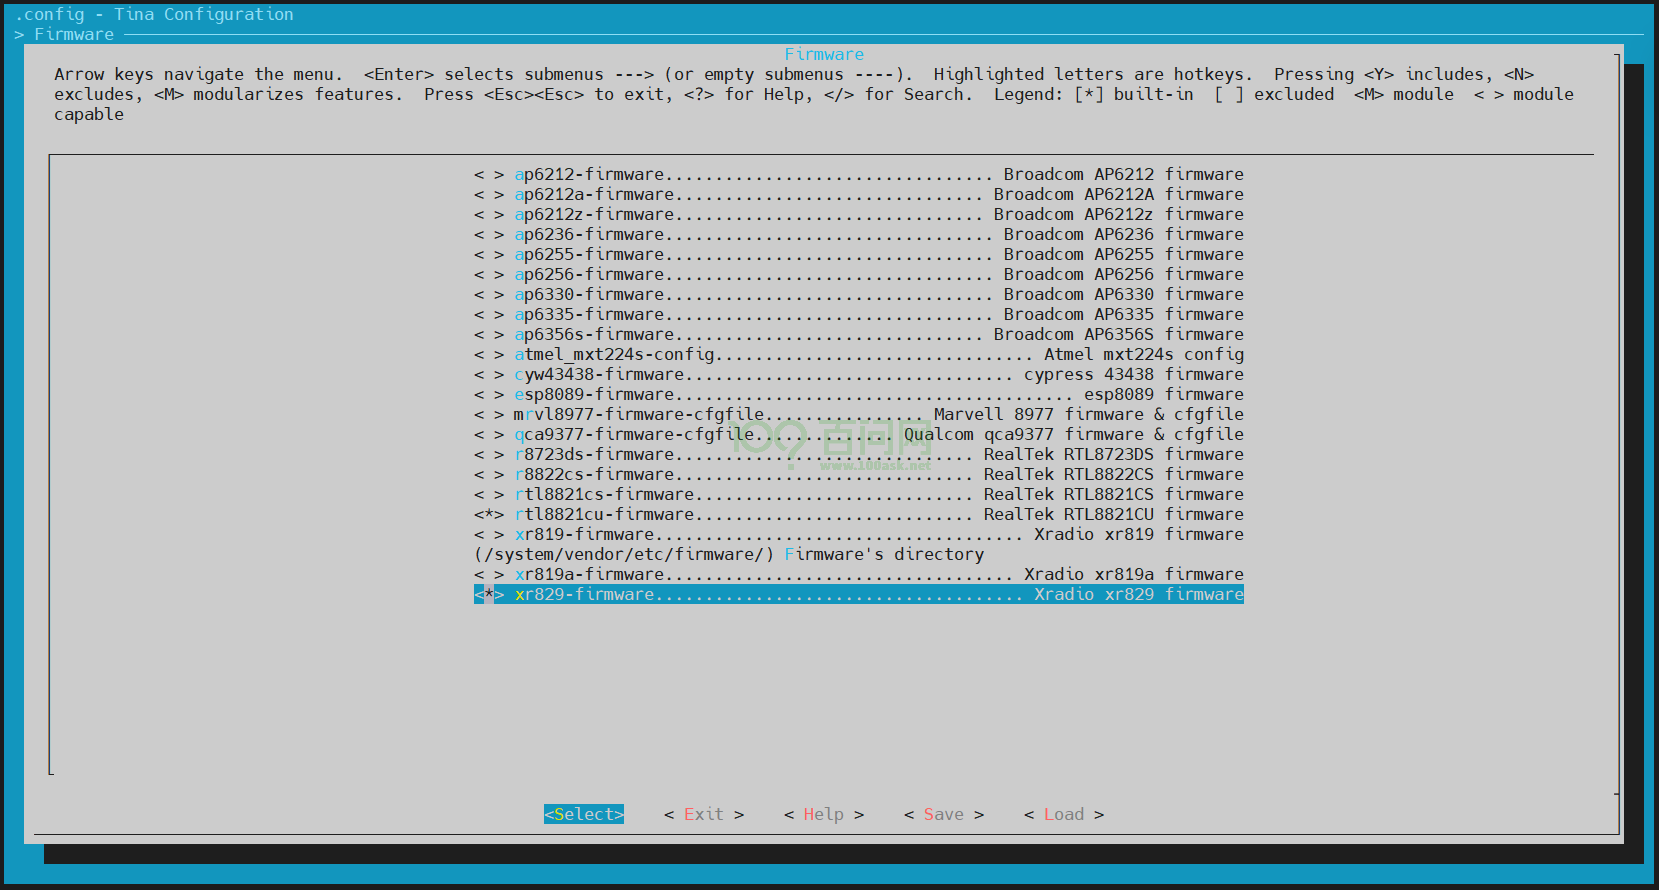 .config - Tina Configuration
> Firmware
Firmware
Arrow keys navigate the menu.  <Enter> selects submenus ---> (or empty submenus ----).  Highlighted letters are hotkeys.  Pressing <Y> includes, <N>
excludes, <M> modularizes features.  Press <Esc><Esc> to exit, <?> for Help, </> for Search.  Legend: [*] built-in  [ ] excluded  <M> module  < > module
capable
< > ap6212-firmware................................. Broadcom AP6212 firmware
< > ap6212a-firmware............................... Broadcom AP6212A firmware
< > ap6212z-firmware............................... Broadcom AP6212z firmware
< > ap6236-firmware................................. Broadcom AP6236 firmware
< > ap6255-firmware................................. Broadcom AP6255 firmware
< > ap6256-firmware................................. Broadcom AP6256 firmware
< > ap6330-firmware................................. Broadcom AP6330 firmware
< > ap6335-firmware................................. Broadcom AP6335 firmware
< > ap6356s-firmware............................... Broadcom AP6356S firmware
< > atmel_mxt224s-config................................ Atmel mxt224s config
< > cyw43438-firmware................................. cypress 43438 firmware
< > esp8089-firmware........................................ esp8089 firmware
< > mrvl8977-firmware-cfgfile................ Marvell 8977 firmware & cfgfile
< > qca9377-firmware-cfgfile.............. Qualcom qca9377 firmware & cfgfile
< > r8723ds-firmware.............................. RealTek RTL8723DS firmware
< > r8822cs-firmware.............................. RealTek RTL8822CS firmware
< > rtl8821cs-firmware............................ RealTek RTL8821CS firmware
<*> rtl8821cu-firmware............................ RealTek RTL8821CU firmware
< > xr819-firmware..................................... Xradio xr819 firmware
(/system/vendor/etc/firmware/) Firmware's directory
< > xr819a-firmware................................... Xradio xr819a firmware
<*> xr829-firmware..................................... Xradio xr829 firmware
100? 百问网
www.100ask.net
<Select>    < Exit >    < Help >    < Save >    < Load >